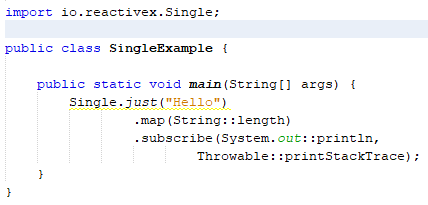 import io.reactivex.Single;
public class SingleExample {
public static void main(String[] args) {
Single.just("Hello")
.map(String::length)
.subscribe(System.out::println,
Throwable::printStackTrace);
}
}